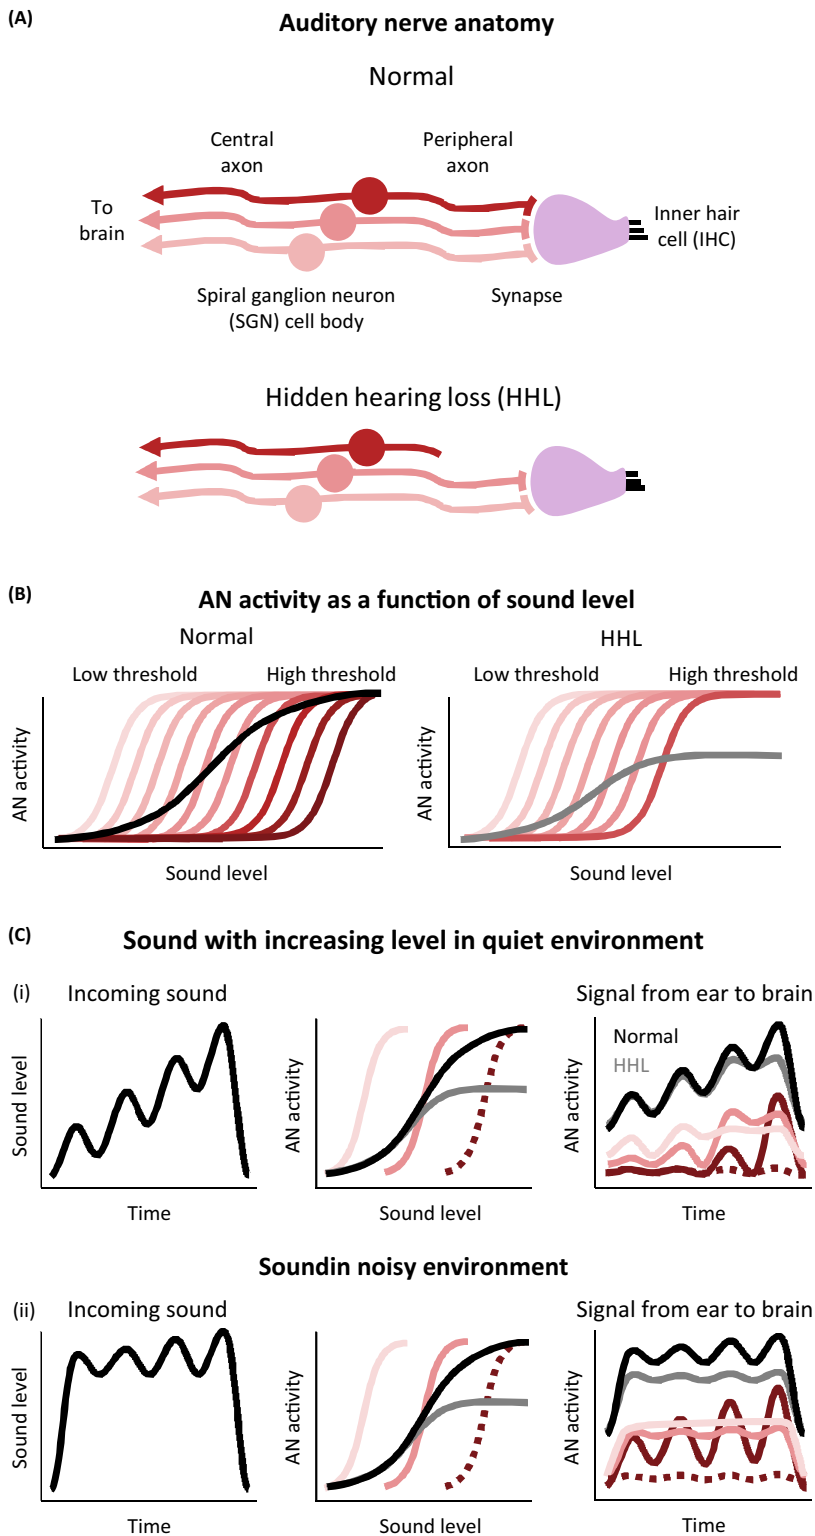 (A)
Auditory nerve anatomy
Normal
Central
axon
Peripheral
axon
To
brain
Inner hair
cell (IHC)
Spiral ganglion neuron
(SGN) cell body
Synapse
Hidden hearing loss (HHL)
(B)
AN activity as a function of sound level
Normal
HHL
Low threshold
High threshold
Low threshold
High threshold
AN activity
AN activity
Sound level
Sound level
(C)
Sound with increasing level in quiet environment
(i)
Incoming sound
Signal from ear to brain
Normal
HHL
Sound level
AN activity
AN activity
Time
Sound level
Time
Soundin noisy environment
(ii)
Incoming sound
Signal from ear to brain
Sound level
AN activity
AN activity
Time
Sound level
Time